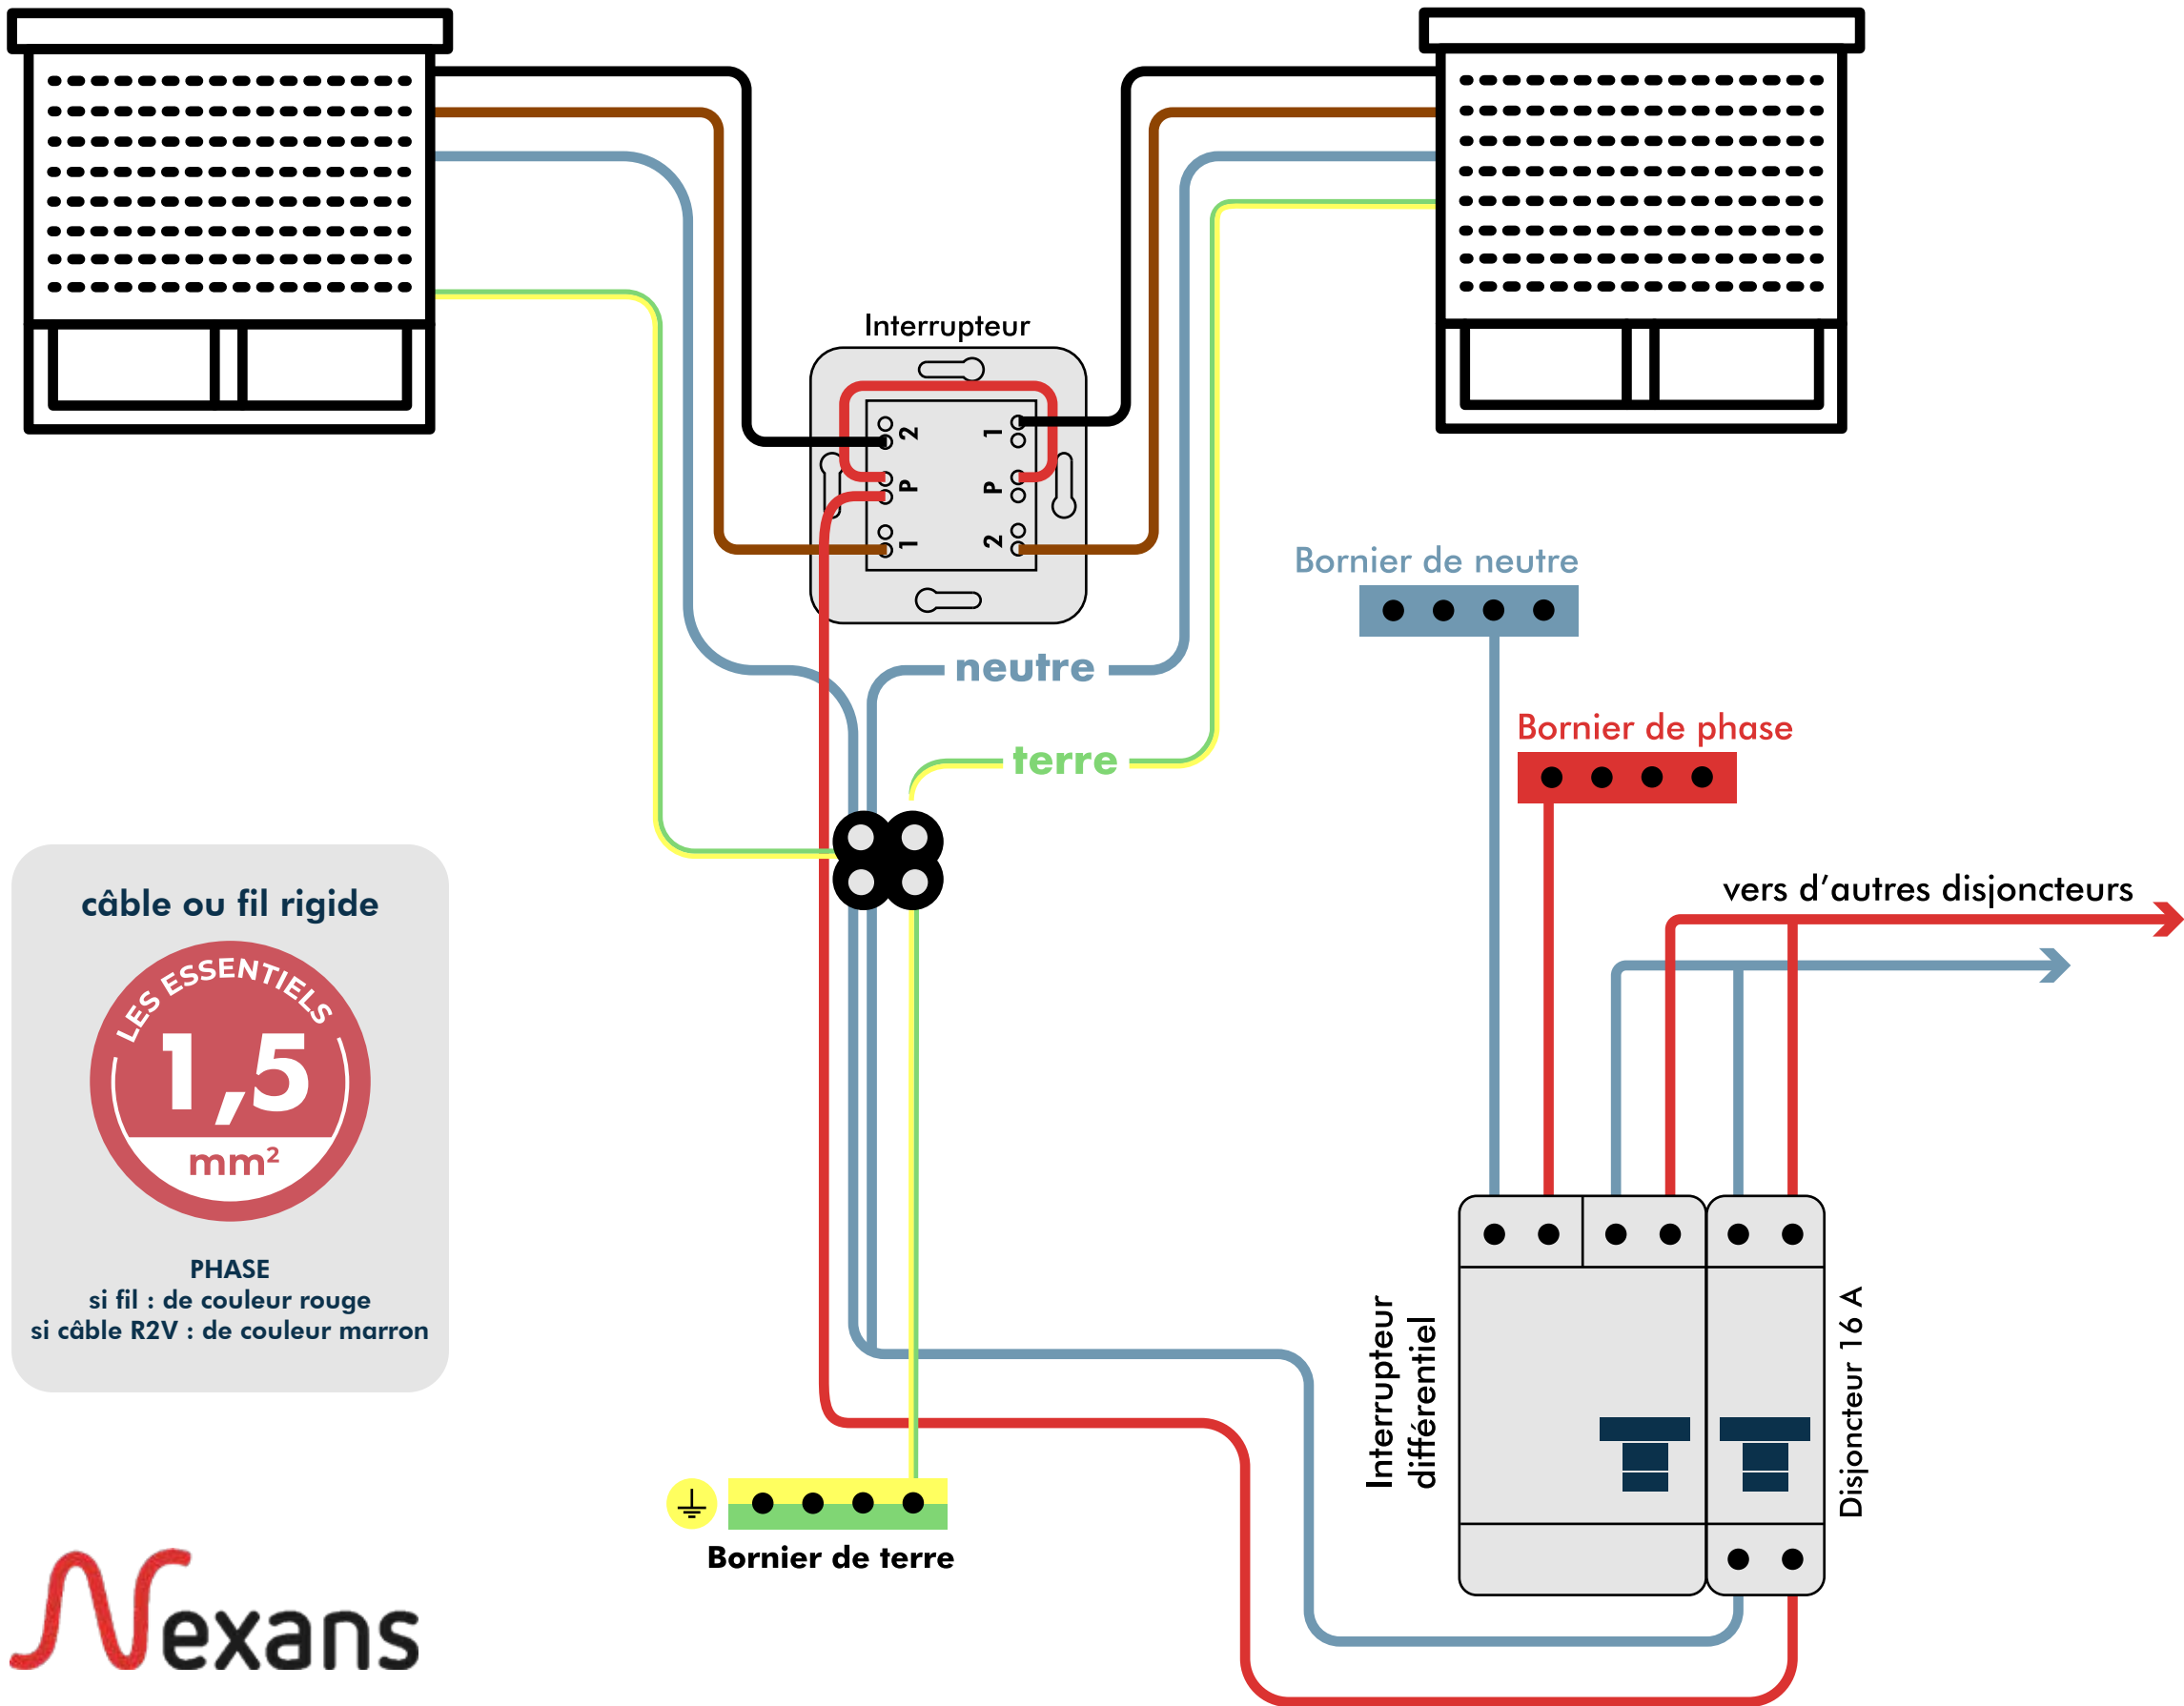 Interrupteur
2
1
P
P
1
2
Bornier de neutre
neutre
Bornier de phase
terre
vers d’autres disjoncteurs
câble ou fil rigide
LES ESSENTIELS
1,5
mm²
PHASE
si fil : de couleur rouge
si câble R2V : de couleur marron
Interrupteur
différentiel
Disjoncteur 16 A
Bornier de terre
Nexans